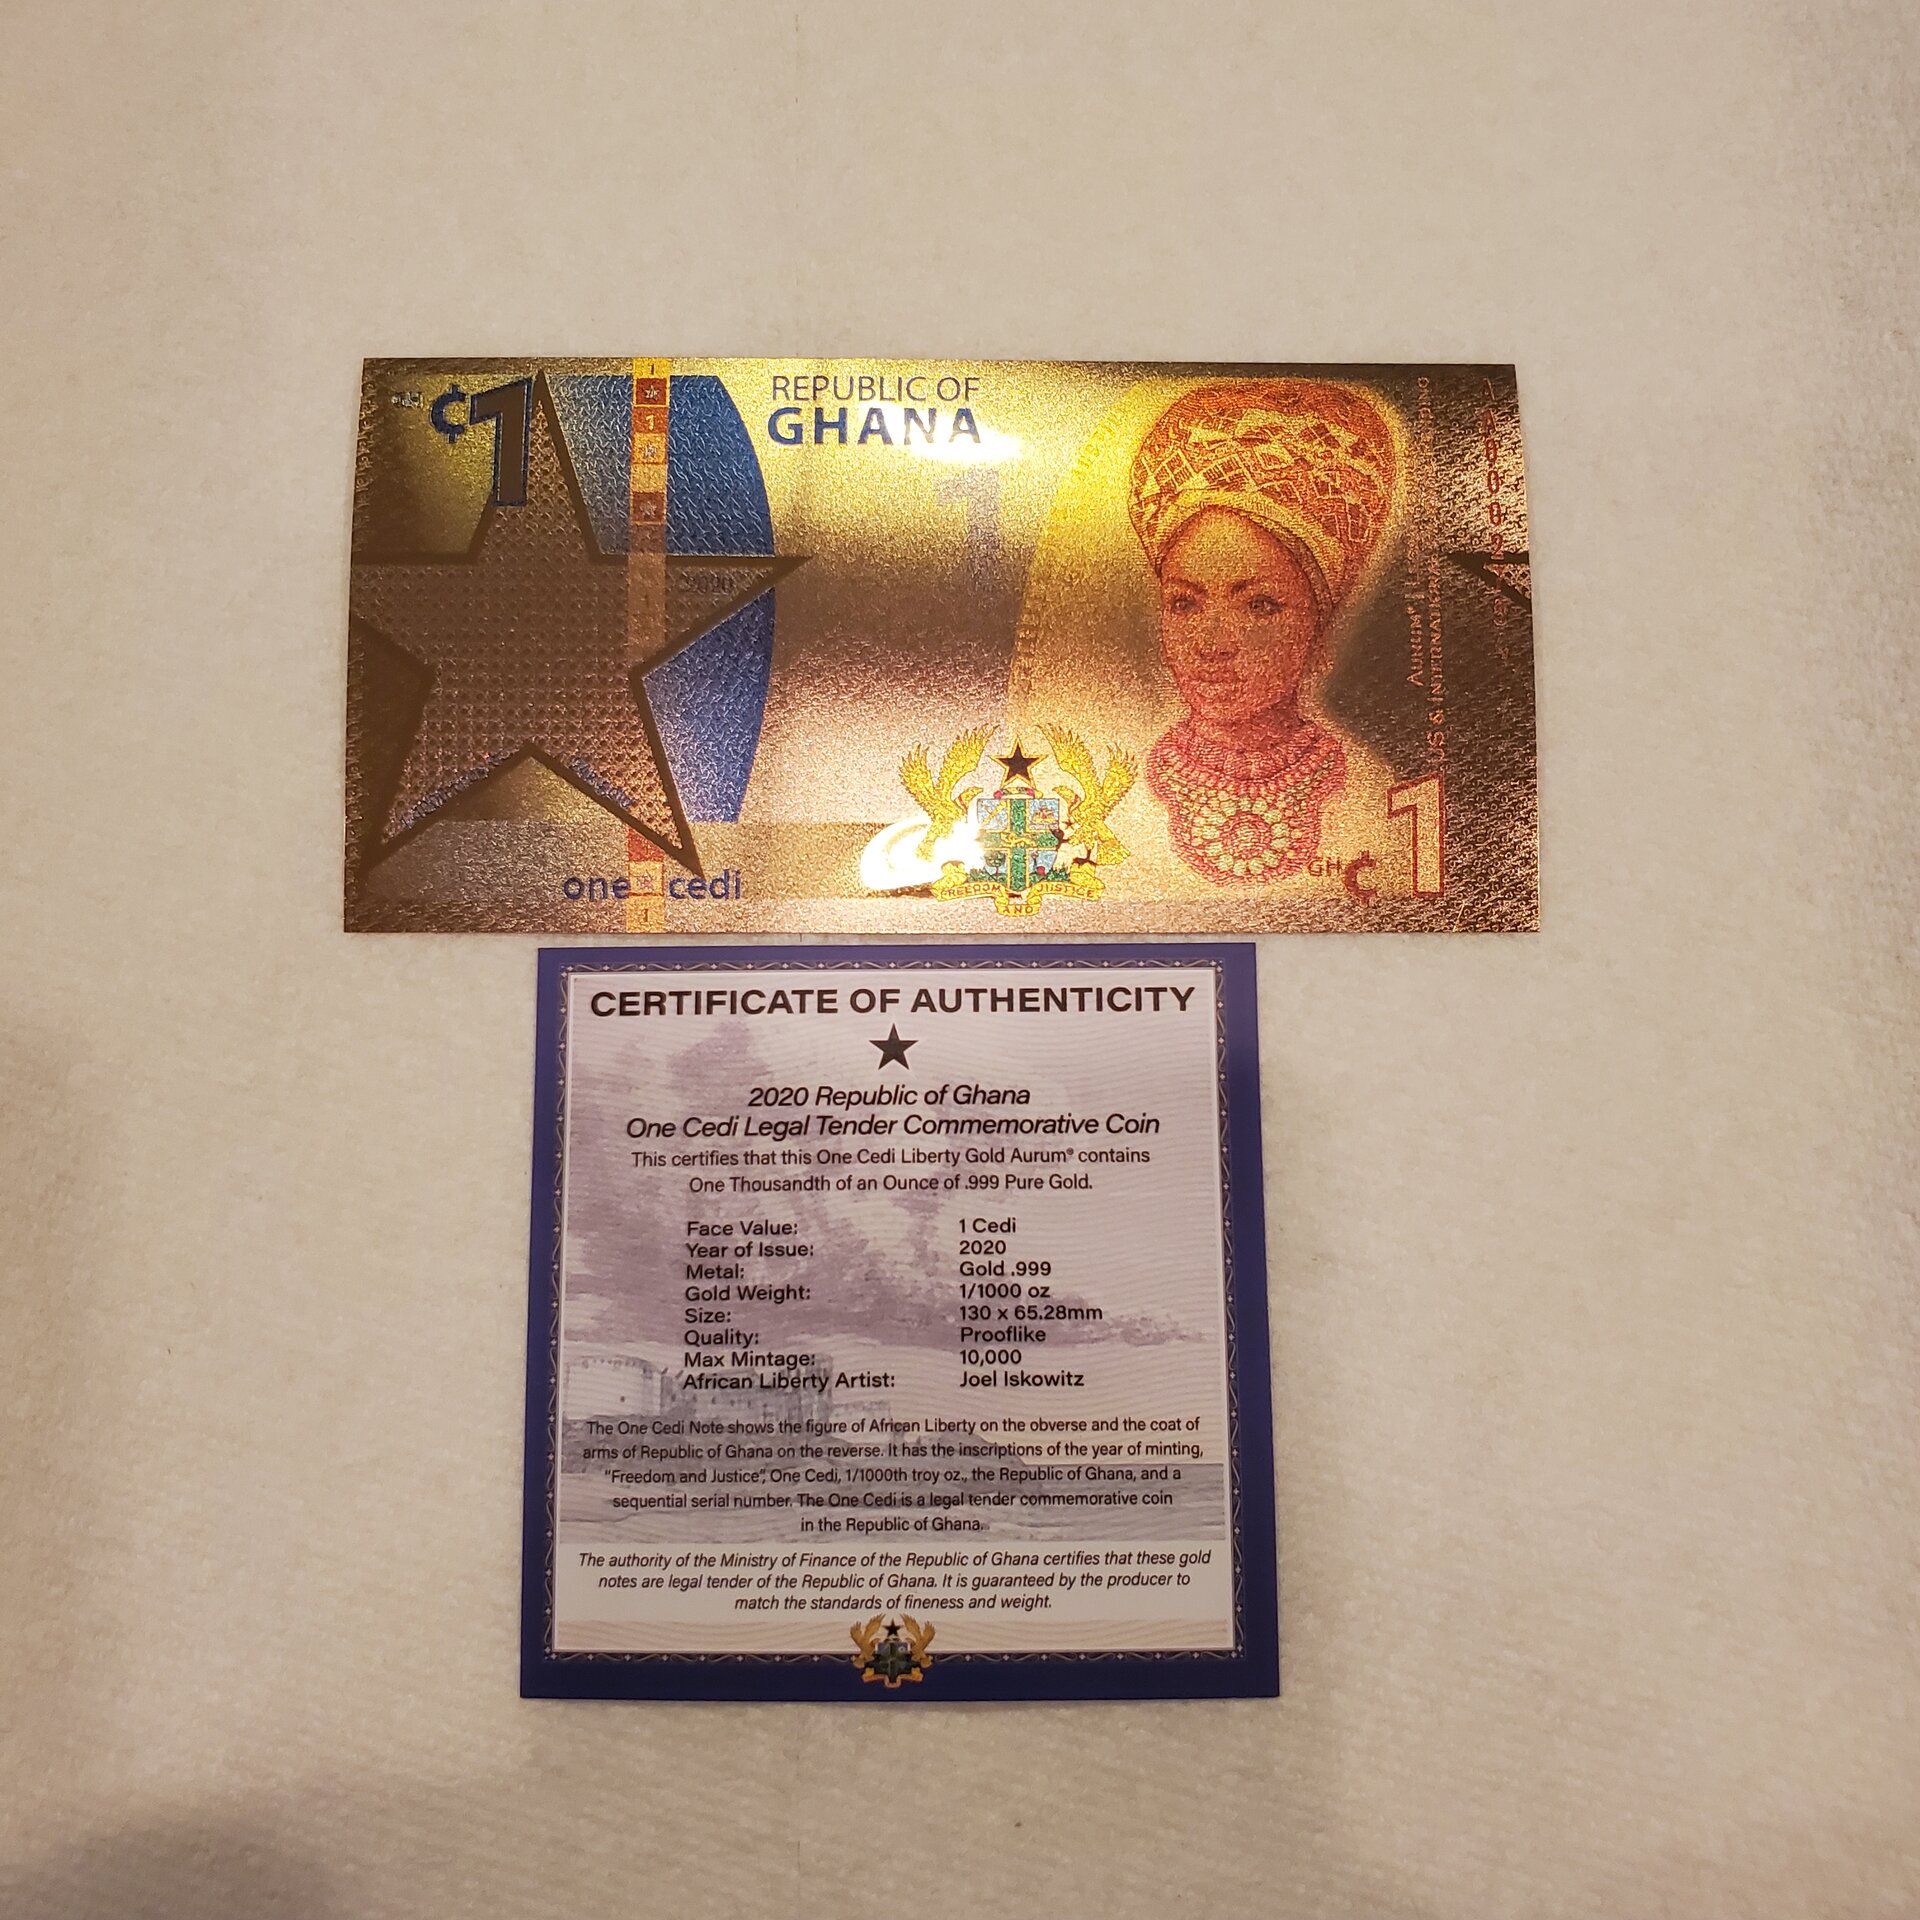 ¢1
REPUBLIC OF
GHANA
1
2020
one cedi
FREEDOM AND JUSTICE
GH¢1
US & INTERNATIONAL
CERTIFICATE OF AUTHENTICITY
2020 Republic of Ghana
One Cedi Legal Tender Commemorative Coin
This certifies that this One Cedi Liberty Gold Aurum® contains
One Thousandth of an Ounce of .999 Pure Gold.
Face Value: 1 Cedi
Year of Issue: 2020
Metal: Gold .999
Gold Weight: 1/1000 oz
Size: 130 x 65.28mm
Quality: Prooflike
Max Mintage: 10,000
African Liberty Artist: Joel Iskowitz
The One Cedi Note shows the figure of African Liberty on the obverse and the coat of
arms of Republic of Ghana on the reverse. It has the inscriptions of the year of minting,
"Freedom and Justice", One Cedi, 1/1000th troy oz., the Republic of Ghana, and a
sequential serial number. The One Cedi is a legal tender commemorative coin
in the Republic of Ghana.
The authority of the Ministry of Finance of the Republic of Ghana certifies that these gold
notes are legal tender of the Republic of Ghana. It is guaranteed by the producer to
match the standards of fineness and weight.